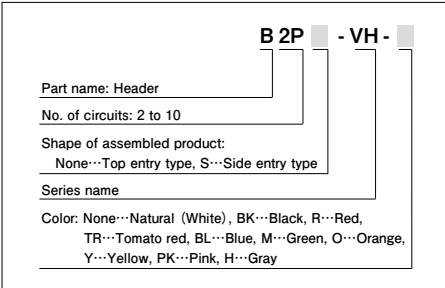 B 2P - VH -
Part name: Header
No. of circuits: 2 to 10
Shape of assembled product:
None···Top entry type, S···Side entry type
Series name
Color: None···Natural (White), BK···Black, R···Red,
TR···Tomato red, BL···Blue, M···Green, O···Orange,
Y···Yellow, PK···Pink, H···Gray